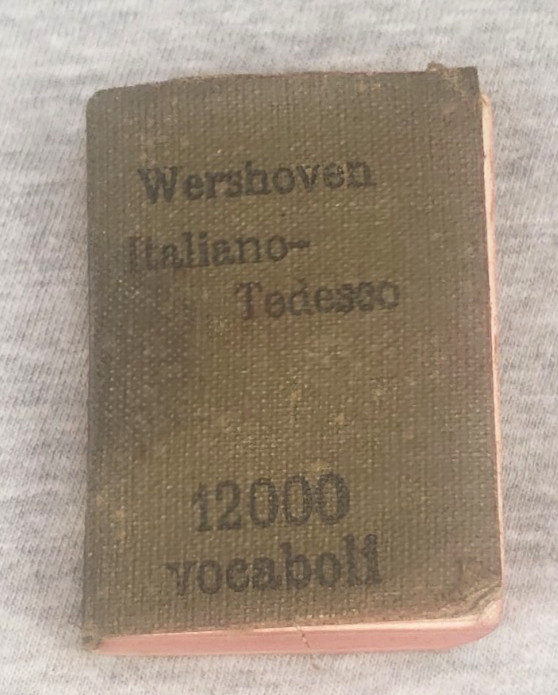 Wershoven
Italiano-
Tedesco
12000
vocaboli